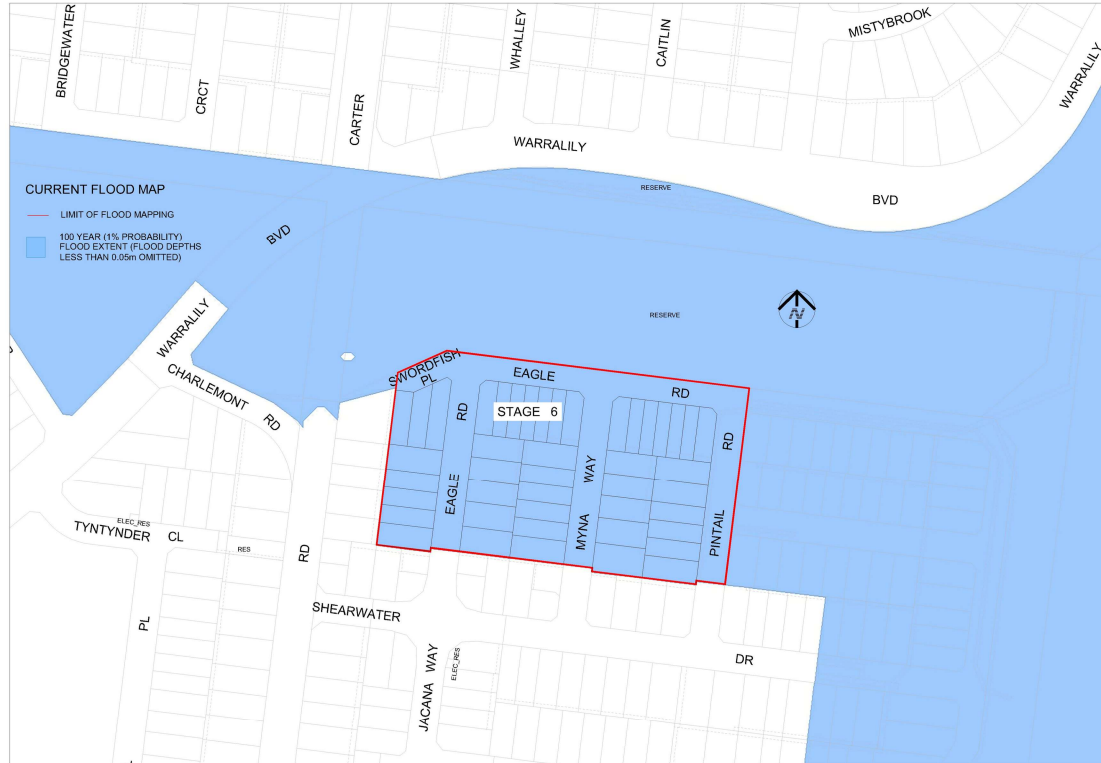 MISTYBROOK
BRIDGEWATER
CRCT
CARTER
WHALLEY
CAITLIN
WARRALILY
WARRALILY
RESERVE
BVD
CURRENT FLOOD MAP
LIMIT OF FLOOD MAPPING
100 YEAR (1% PROBABILITY)
FLOOD EXTENT (FLOOD DEPTHS
LESS THAN 0.05m OMITTED)
BVD
N
RESERVE
WARRALILY
CHARLEMONT
RD
SWORDFISH
PL
EAGLE
RD
STAGE 6
RD
EAGLE
WAY
MYNA
RD
PINTAIL
ELEC_RES
TYNTYNDER CL
RES
RD
PL
SHEARWATER
DR
JACANA WAY
ELEC_RES